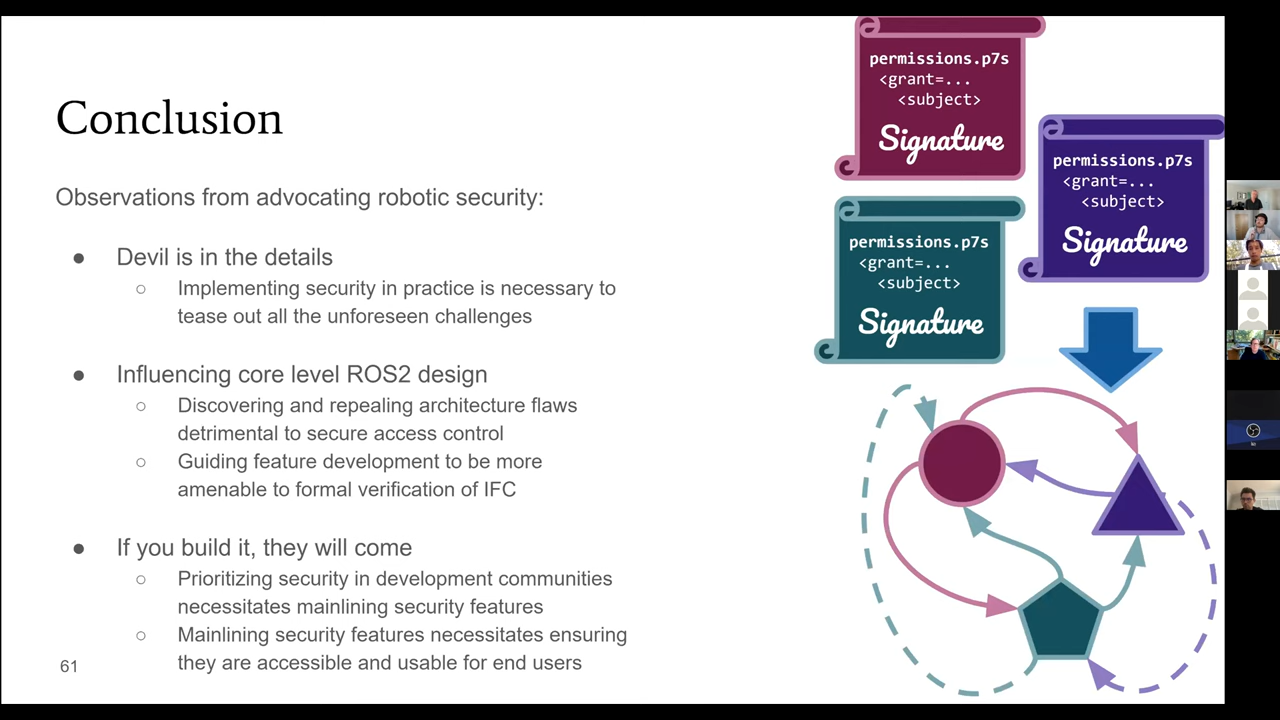 Conclusion
Observations from advocating robotic security:
● Devil is in the details
○ Implementing security in practice is necessary to
tease out all the unforeseen challenges
● Influencing core level ROS2 design
○ Discovering and repealing architecture flaws
detrimental to secure access control
○ Guiding feature development to be more
amenable to formal verification of IFC
● If you build it, they will come
○ Prioritizing security in development communities
necessitates mainlining security features
○ Mainlining security features necessitates ensuring
they are accessible and usable for end users
61
permissions.p7s
<grant=...
<subject>
Signature
permissions.p7s
<grant=...
<subject>
Signature
permissions.p7s
<grant=...
<subject>
Signature